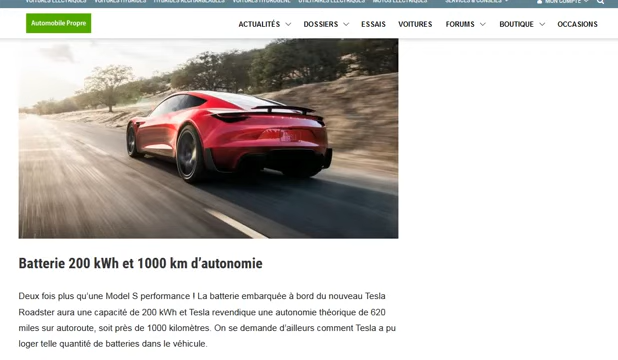 VOITURES ÉLECTRIQUES VOITURES HYBRIDES HYBRIDES RECHARGEABLES VOITURES HYDROGÈNE UTILITAIRES ÉLECTRIQUES MOTOS ÉLECTRIQUES SERVICES & CONSEILS MON COMPTE
Automobile Propre ACTUALITÉS DOSSIERS ESSAIS VOITURES FORUMS BOUTIQUE OCCASIONS
Batterie 200 kWh et 1000 km d’autonomie
Deux fois plus qu’une Model S performance ! La batterie embarquée à bord du nouveau Tesla
Roadster aura une capacité de 200 kWh et Tesla revendique une autonomie théorique de 620
miles sur autoroute, soit près de 1000 kilomètres. On se demande d’ailleurs comment Tesla a pu
loger telle quantité de batteries dans le véhicule.